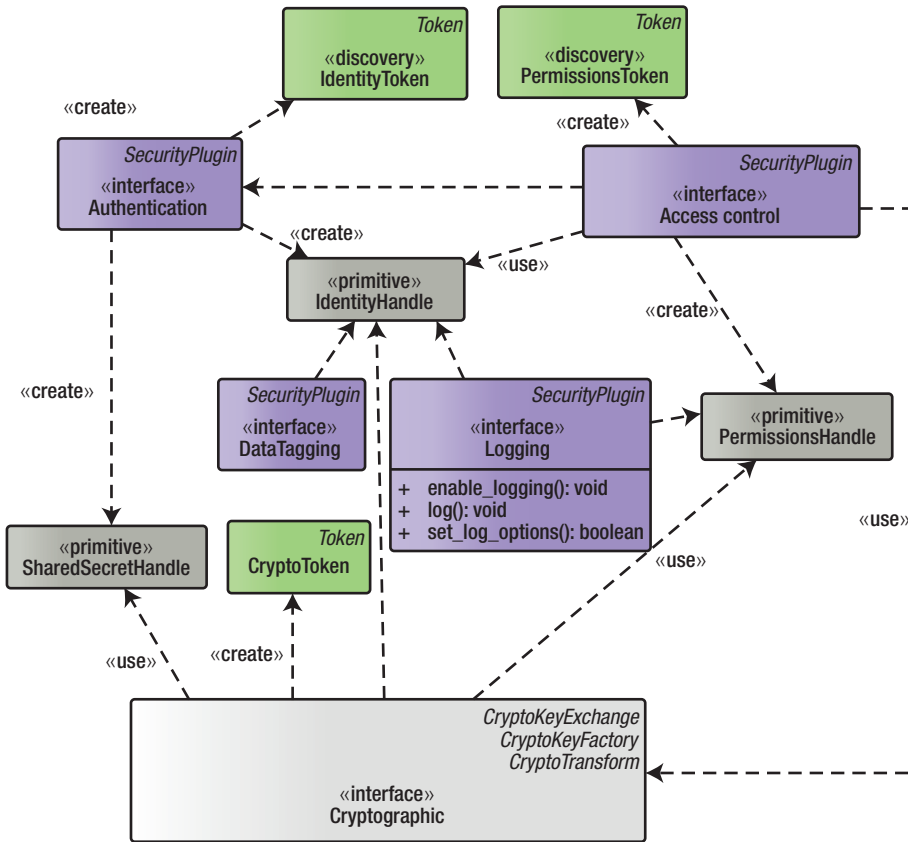 Token
«discovery»
IdentityToken
Token
«discovery»
PermissionsToken
«create»
«create»
SecurityPlugin
«interface»
Authentication
SecurityPlugin
«interface»
Access control
«create»
«use»
«primitive»
IdentityHandle
«create»
«create»
SecurityPlugin
«interface»
DataTagging
SecurityPlugin
«interface»
Logging
+ enable_logging(): void
+ log(): void
+ set_log_options(): boolean
«primitive»
PermissionsHandle
«use»
«primitive»
SharedSecretHandle
Token
CryptoToken
«use»
«use»
«create»
CryptoKeyExchange
CryptoKeyFactory
CryptoTransform
«interface»
Cryptographic